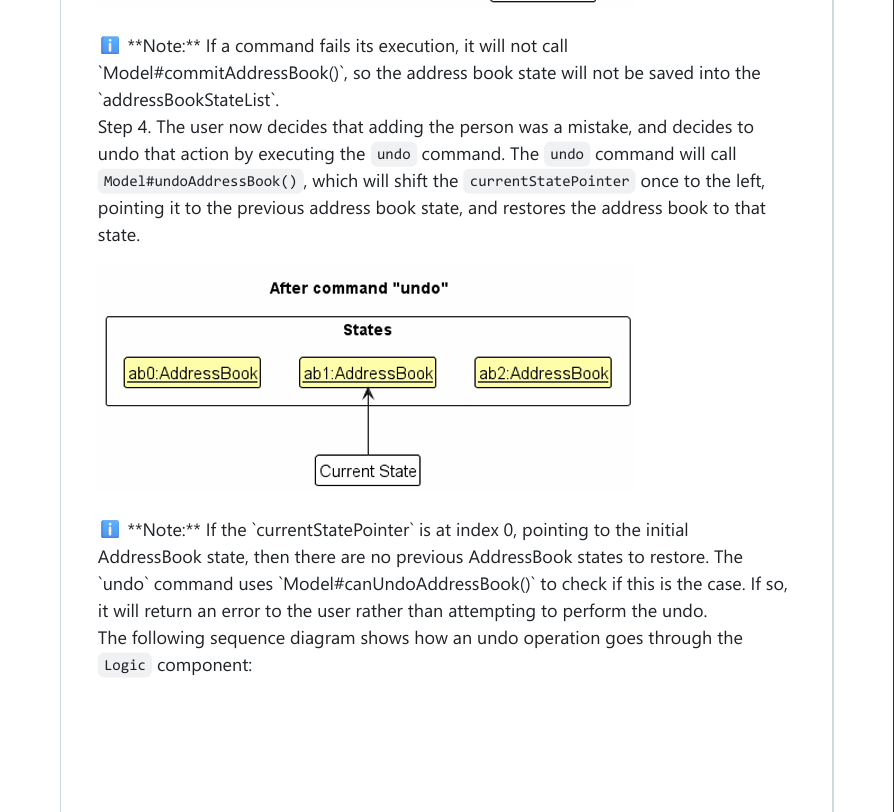 ℹ️ **Note:** If a command fails its execution, it will not call
`Model#commitAddressBook()`, so the address book state will not be saved into the
`addressBookStateList`.
Step 4. The user now decides that adding the person was a mistake, and decides to
undo that action by executing the undo command. The undo command will call
Model#undoAddressBook() , which will shift the currentStatePointer once to the left,
pointing it to the previous address book state, and restores the address book to that
state.
After command "undo"
States
ab0:AddressBook ab1:AddressBook ab2:AddressBook
Current State
ℹ️ **Note:** If the `currentStatePointer` is at index 0, pointing to the initial
AddressBook state, then there are no previous AddressBook states to restore. The
`undo` command uses `Model#canUndoAddressBook()` to check if this is the case. If so,
it will return an error to the user rather than attempting to perform the undo.
The following sequence diagram shows how an undo operation goes through the
Logic component: